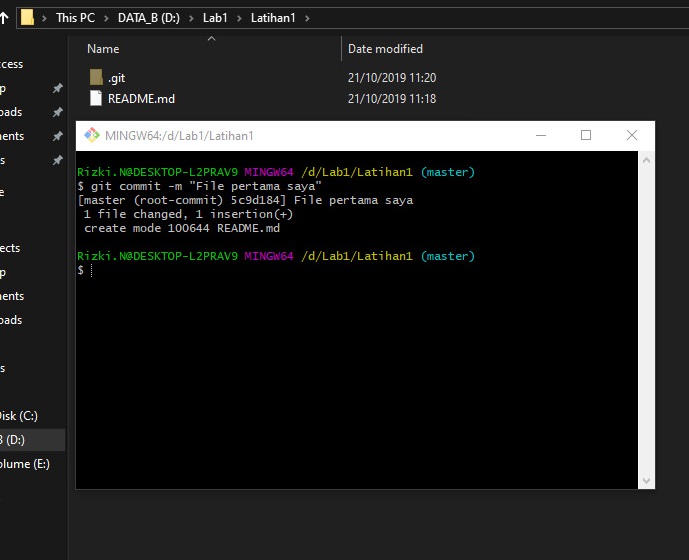 This PC > DATA_B (D:) > Lab1 > Latihan1 >
Name Date modified
.git 21/10/2019 11:20
README.md 21/10/2019 11:18
MINGW64:/d/Lab1/Latihan1
Rizki.N@DESKTOP-L2PRAV9 MINGW64 /d/Lab1/Latihan1 (master)
$ git commit -m "File pertama saya"
[master (root-commit) 5c9d184] File pertama saya
1 file changed, 1 insertion(+)
create mode 100644 README.md
Rizki.N@DESKTOP-L2PRAV9 MINGW64 /d/Lab1/Latihan1 (master)
$
cess
p
oads
ments
s
e
ects
p
ments
oads
s
Disk (C:)
B (D:)
olume (E:)